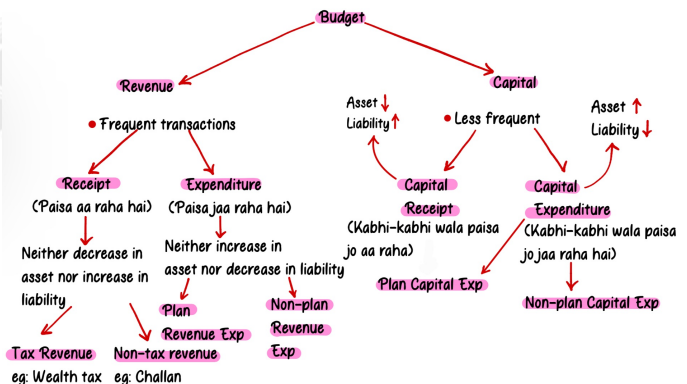 Budget
Revenue
Capital
Frequent transactions
Less frequent
Asset ↓
Liability ↑
Asset ↑
Liability ↓
Receipt
(Paisa aa raha hai)
Expenditure
(Paisa jaa raha hai)
Capital
Receipt
(Kabhi-kabhi wala paisa
jo aa raha)
Capital
Expenditure
(Kabhi-kabhi wala paisa
jo jaa raha hai)
Neither decrease in
asset nor increase in
liability
Neither increase in
asset nor decrease in liability
Plan Capital Exp
Non-plan Capital Exp
Plan
Revenue Exp
Non-plan
Revenue
Exp
Tax Revenue
eg: Wealth tax
Non-tax revenue
eg: Challan